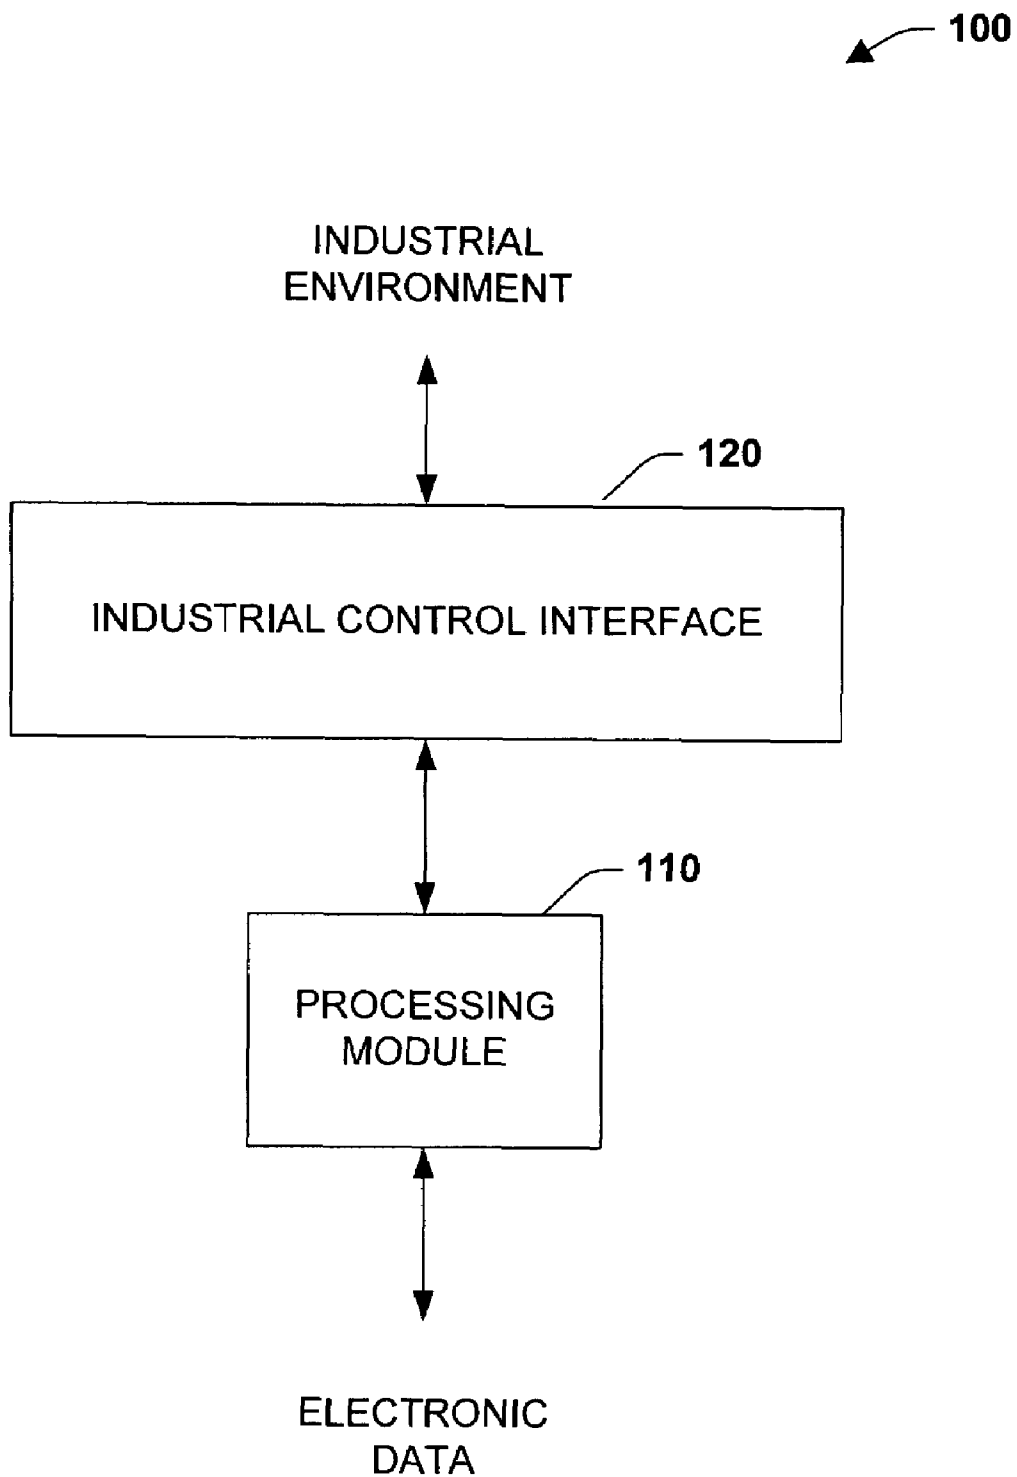 100
INDUSTRIAL
ENVIRONMENT
120
INDUSTRIAL CONTROL INTERFACE
110
PROCESSING
MODULE
ELECTRONIC
DATA